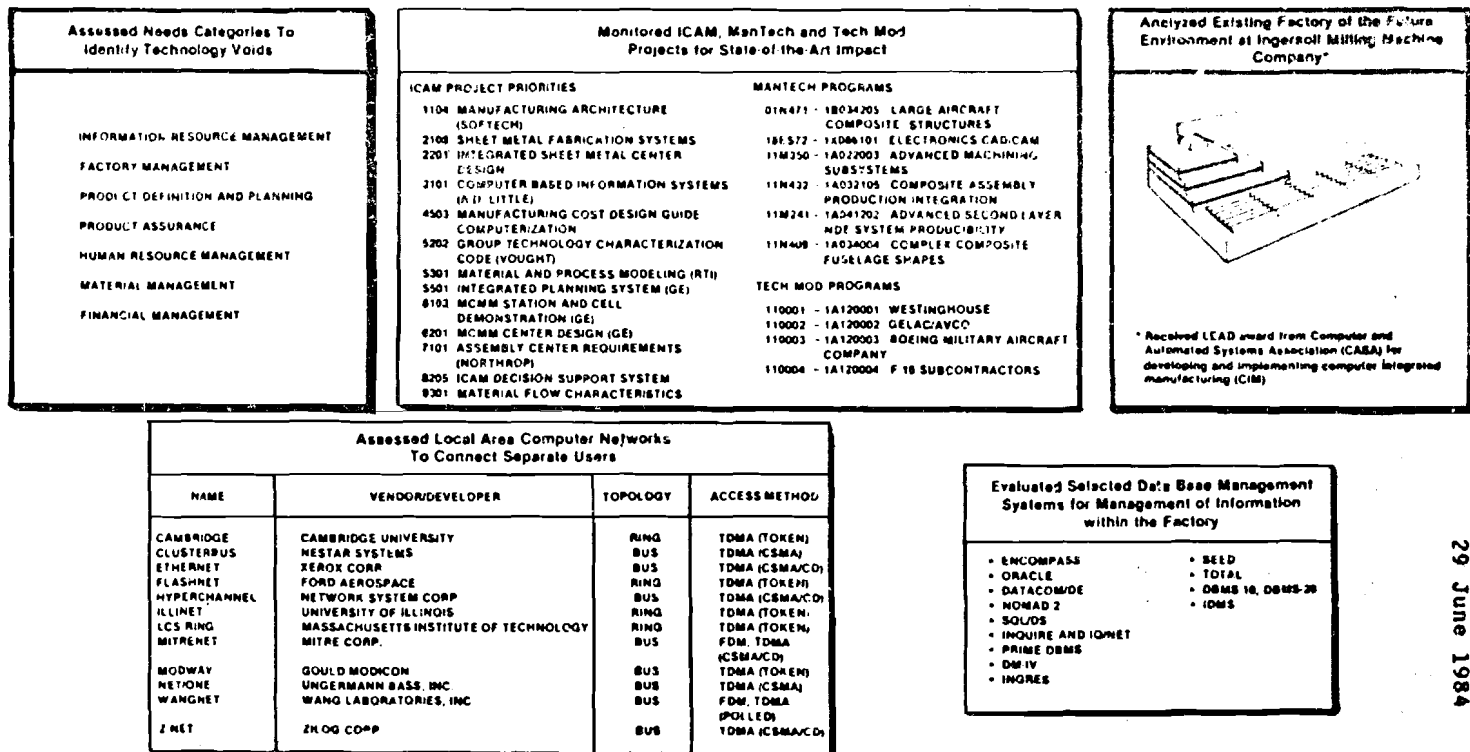 Assessed Needs Categories To
Identify Technology Voids
INFORMATION RESOURCE MANAGEMENT
FACTORY MANAGEMENT
PRODUCT DEFINITION AND PLANNING
PRODUCT ASSURANCE
HUMAN RESOURCE MANAGEMENT
MATERIAL MANAGEMENT
FINANCIAL MANAGEMENT
Monitored ICAM, ManTech and Tech Mod
Projects for State-of-the-Art Impact
ICAM PROJECT PRIORITIES
1104 MANUFACTURING ARCHITECTURE
(SOFTECH)
2108 SHEET METAL FABRICATION SYSTEMS
2201 INTEGRATED SHEET METAL CENTER
DESIGN
3101 COMPUTER BASED INFORMATION SYSTEMS
(A.D. LITTLE)
4503 MANUFACTURING COST DESIGN GUIDE
COMPUTERIZATION
5202 GROUP TECHNOLOGY CHARACTERIZATION
CODE (VOUGHT)
5301 MATERIAL AND PROCESS MODELING (RTI)
5501 INTEGRATED PLANNING SYSTEM (GE)
6102 MCMM STATION AND CELL
DEMONSTRATION (GE)
6201 MCMM CENTER DESIGN (GE)
7101 ASSEMBLY CENTER REQUIREMENTS
(NORTHROP)
8205 ICAM DECISION SUPPORT SYSTEM
9301 MATERIAL FLOW CHARACTERISTICS
MANTECH PROGRAMS
01N471 - 1B034205 LARGE AIRCRAFT
COMPOSITE STRUCTURES
ELECTRONICS CAD/CAM
11M350 - 1A022003 ADVANCED MACHINING
SUBSYSTEMS
11N432 - 1A032105 COMPOSITE ASSEMBLY
PRODUCTION INTEGRATION
11M241 - 1A041202 ADVANCED SECOND LAYER
NDE SYSTEM PRODUCIBILITY
11N409 - 1A034004 COMPLEX COMPOSITE
FUSELAGE SHAPES
TECH MOD PROGRAMS
110001 - 1A120001 WESTINGHOUSE
110002 - 1A120002 GELAC/AVCO
110003 - 1A120003 BOEING MILITARY AIRCRAFT
COMPANY
110004 - 1A120004 F 16 SUBCONTRACTORS
Analyzed Existing Factory of the Future
Environment at Ingersoll Milling Machine
Company*
* Received LEAD award from Computer and
Automated Systems Association (CASA) for
developing and implementing computer integrated
manufacturing (CIM)
Assessed Local Area Computer Networks
To Connect Separate Users
NAME VENDOR/DEVELOPER TOPOLOGY ACCESS METHOD
CAMBRIDGE CAMBRIDGE UNIVERSITY RING TDMA (TOKEN)
CLUSTERBUS NESTAR SYSTEMS BUS TDMA (CSMA)
ETHERNET XEROX CORP BUS TDMA (CSMA/CD)
FLASHNET FORD AEROSPACE RING TDMA (TOKEN)
HYPERCHANNEL NETWORK SYSTEM CORP BUS TDMA (CSMA/CD)
ILLINET UNIVERSITY OF ILLINOIS RING TDMA (TOKEN)
LCS RING MASSACHUSETTS INSTITUTE OF TECHNOLOGY RING TDMA (TOKEN)
MITRENET MITRE CORP. BUS FDM, TDMA
(CSMA/CD)
MODWAY GOULD MODICON BUS TDMA (TOKEN)
NET/ONE UNGERMANN BASS, INC. BUS TDMA (CSMA)
WANGNET WANG LABORATORIES, INC BUS FDM, TDMA
(POLLED)
Z NET ZILOG CORP BUS TDMA (CSMA/CD)
Evaluated Selected Data Base Management
Systems for Management of Information
within the Factory
• ENCOMPASS
• ORACLE
• DATACOM/DE
• NOMAD 2
• SQL/DS
• INQUIRE AND IQ/NET
• PRIME DBMS
• DM-IV
• INGRES
• SEED
• TOTAL
• DBMS 10, DBMS-20
• IDMS
29 June 1984